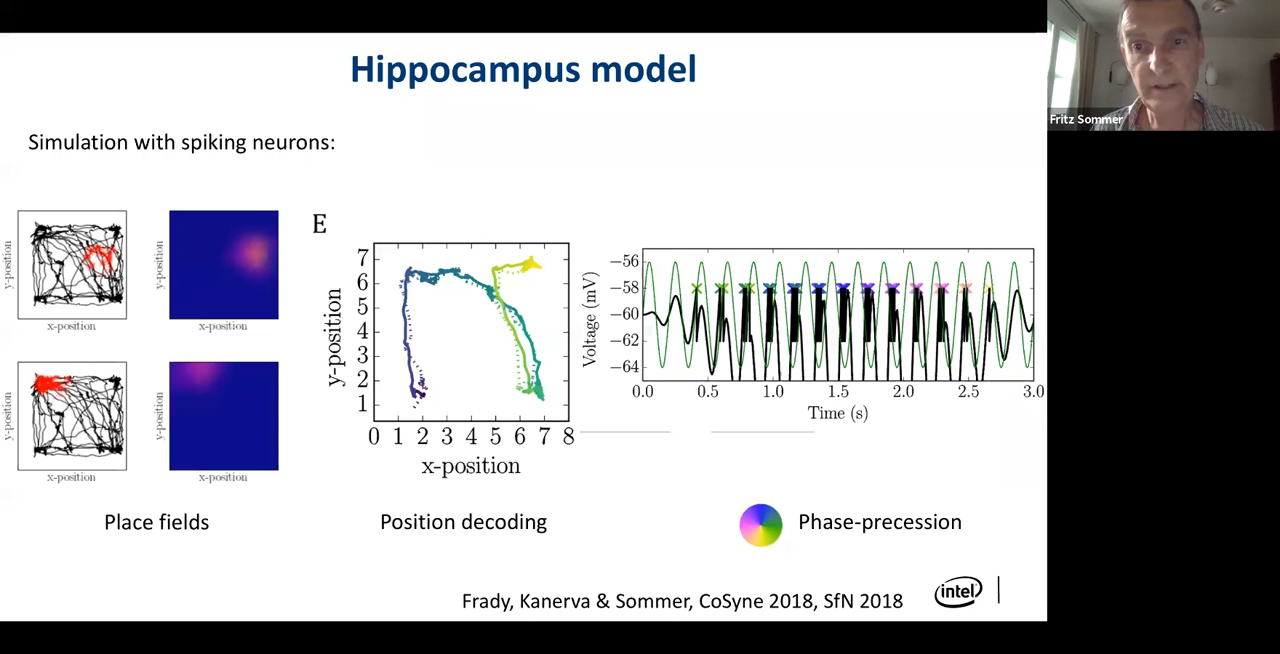 Hippocampus model
Fritz Sommer
Simulation with spiking neurons:
y-position
x-position
y-position
x-position
y-position
x-position
y-position
x-position
E
7
6
5
4
3
2
1
0 1 2 3 4 5 6 7 8
y-position
x-position
−56
−58
−60
−62
−64
0.0 0.5 1.0 1.5 2.0 2.5 3.0
Voltage (mV)
Time (s)
Place fields
Position decoding
Phase-precession
Frady, Kanerva & Sommer, CoSyne 2018, SfN 2018
intel